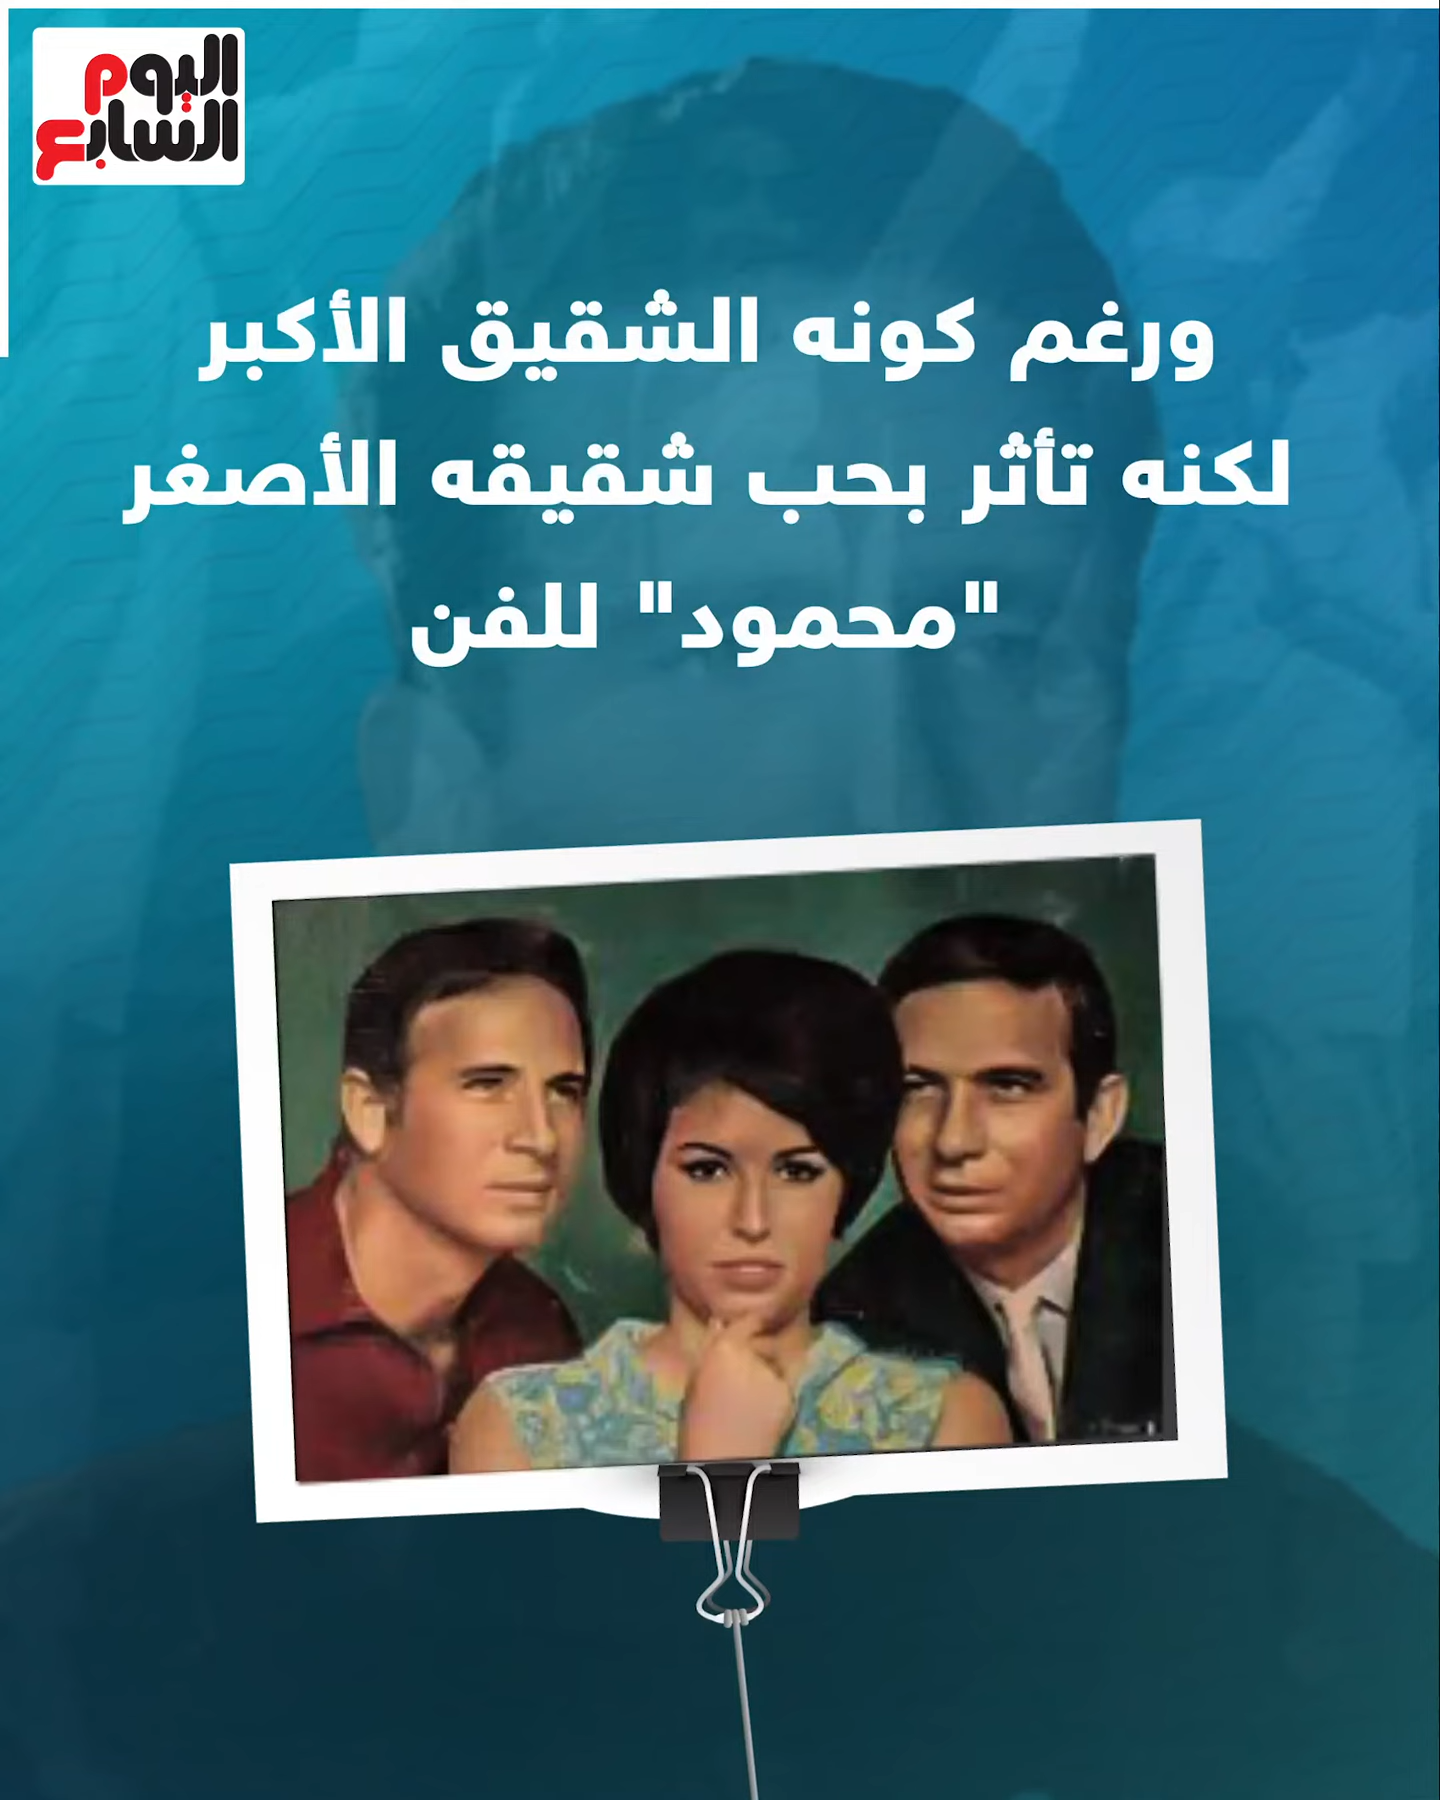 اليوم
السابع
ورغم كونه الشقيق الأكبر
لكنه تأثر بحب شقيقه الأصغر
"محمود" للفن